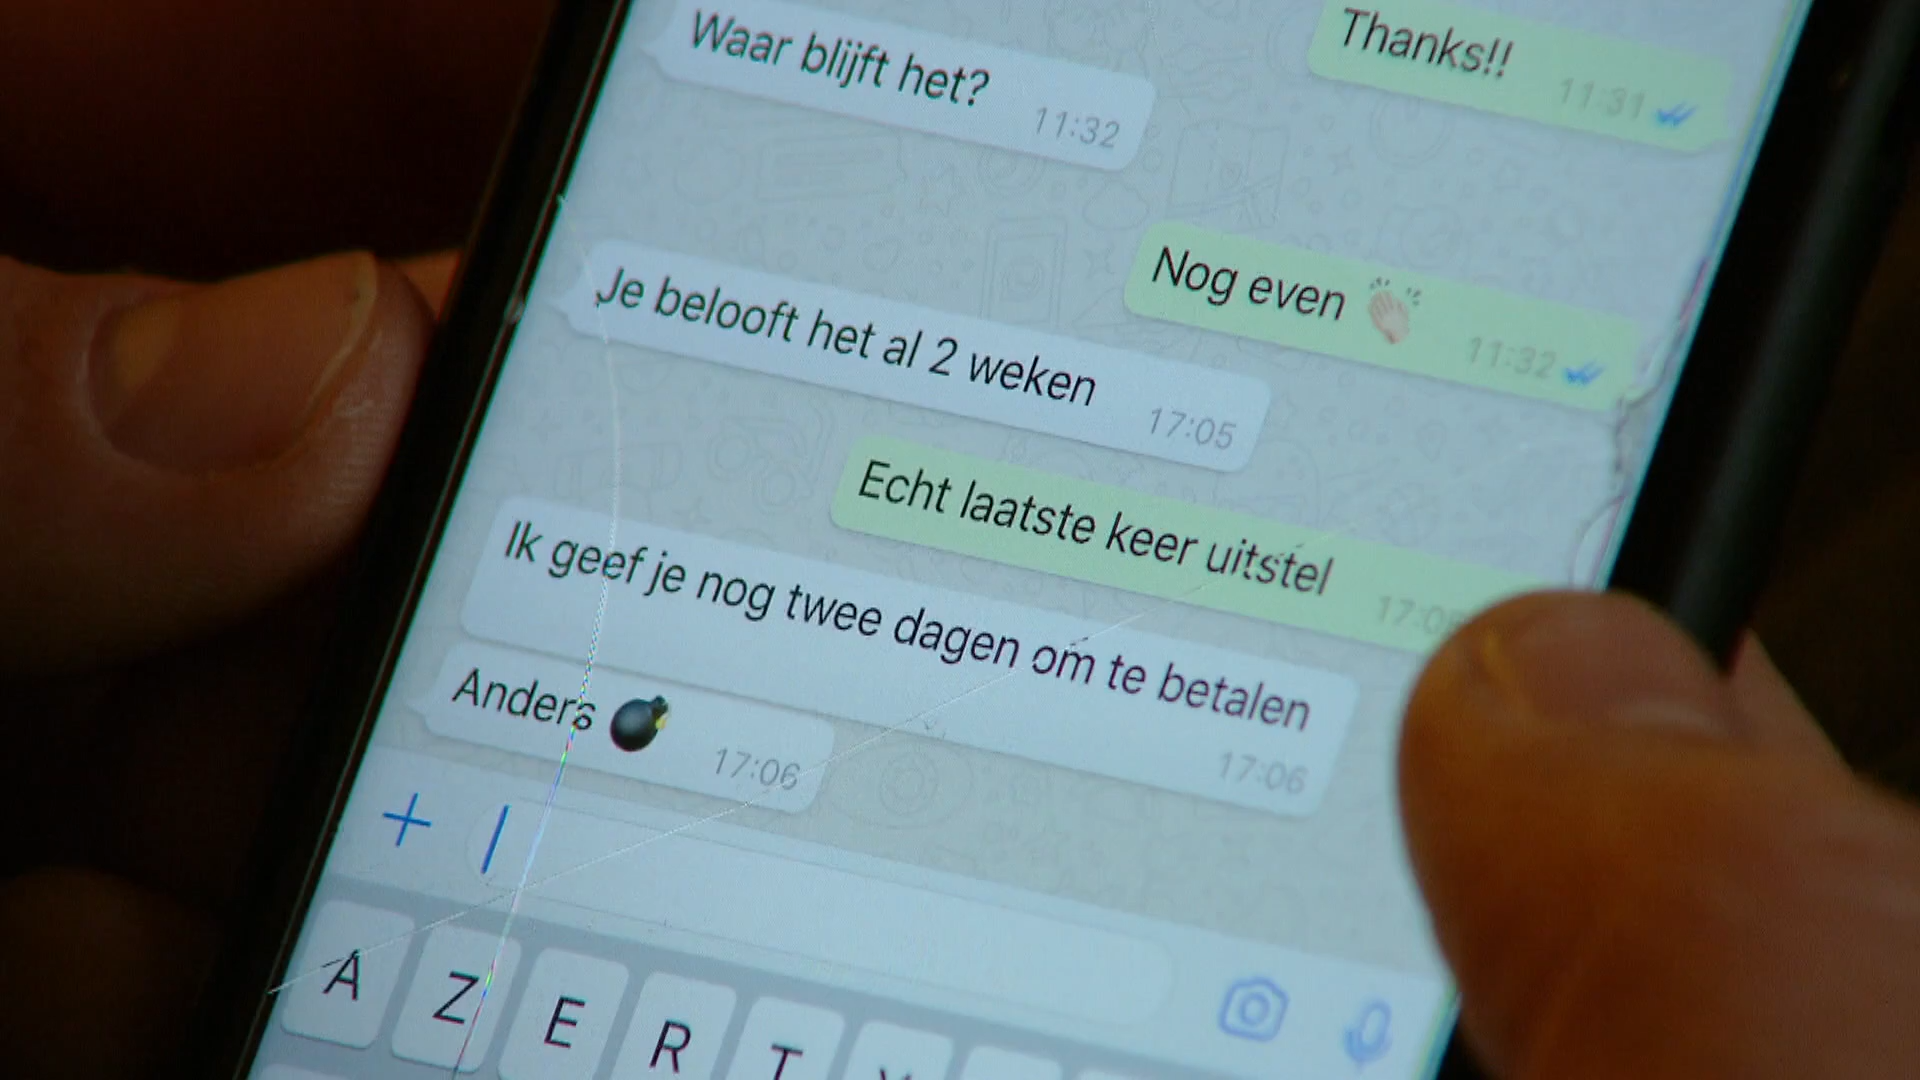 Thanks!!
11:31
Waar blijft het?
11:32
Nog even 👏
11:32
Je belooft het al 2 weken
17:05
Echt laatste keer uitstel
Ik geef je nog twee dagen om te betalen
17:06
Anders 💣
17:06
A Z E R T